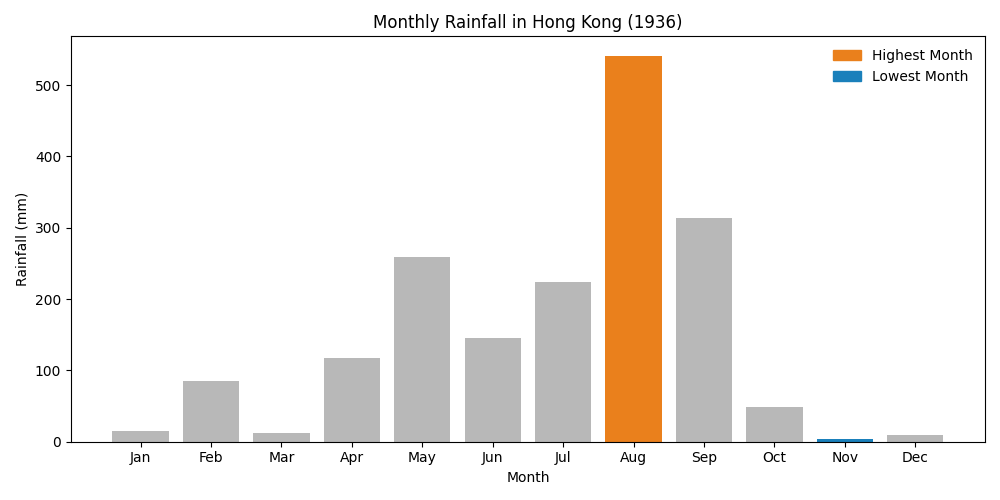 Monthly Rainfall in Hong Kong (1936)
Highest Month
Lowest Month
Rainfall (mm)
500
400
300
200
100
0
Jan Feb Mar Apr May Jun Jul Aug Sep Oct Nov Dec
Month